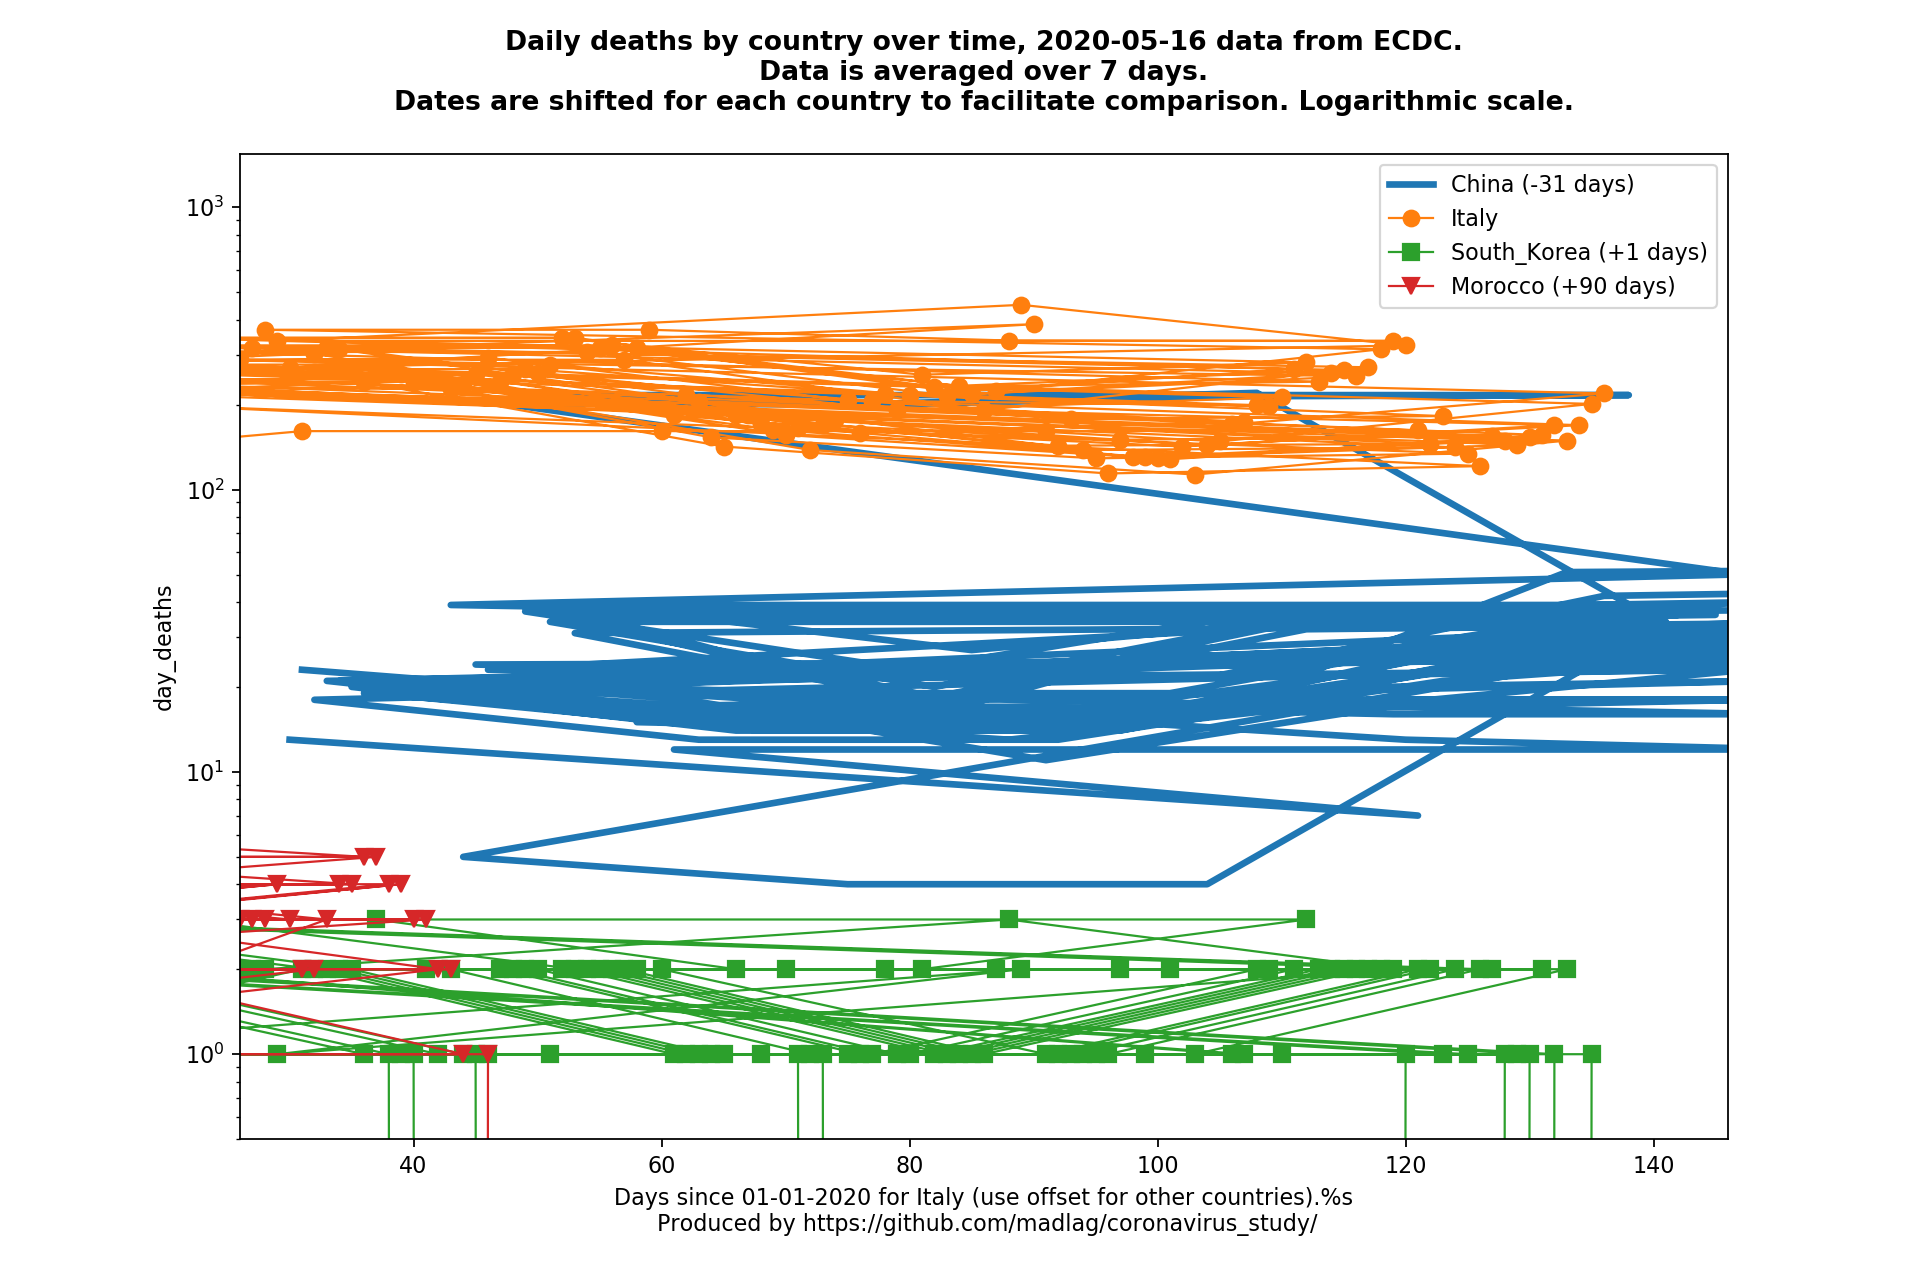 Daily deaths by country over time, 2020-05-16 data from ECDC.
Data is averaged over 7 days.
Dates are shifted for each country to facilitate comparison. Logarithmic scale.
China (-31 days)
Italy
South_Korea (+1 days)
Morocco (+90 days)
day_deaths
10³
10²
10¹
10⁰
40 60 80 100 120 140
Days since 01-01-2020 for Italy (use offset for other countries).%s
Produced by https://github.com/madlag/coronavirus_study/